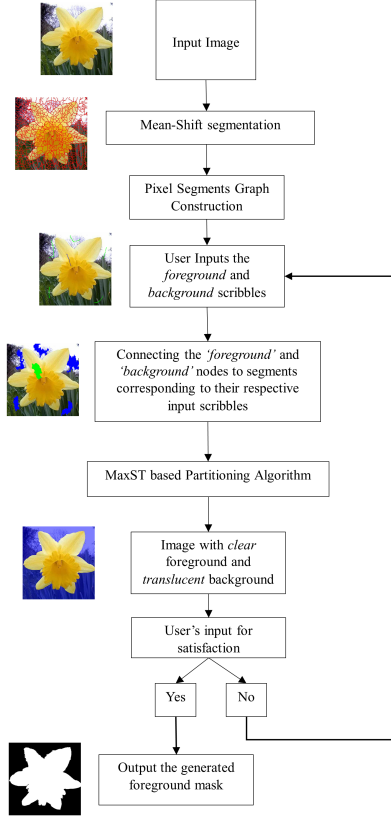 Input Image
Mean-Shift segmentation
Pixel Segments Graph
Construction
User Inputs the
foreground and
background scribbles
Connecting the ‘foreground’ and
‘background’ nodes to segments
corresponding to their respective
input scribbles
MaxST based Partitioning Algorithm
Image with clear
foreground and
translucent background
User’s input for
satisfaction
Yes
No
Output the generated
foreground mask